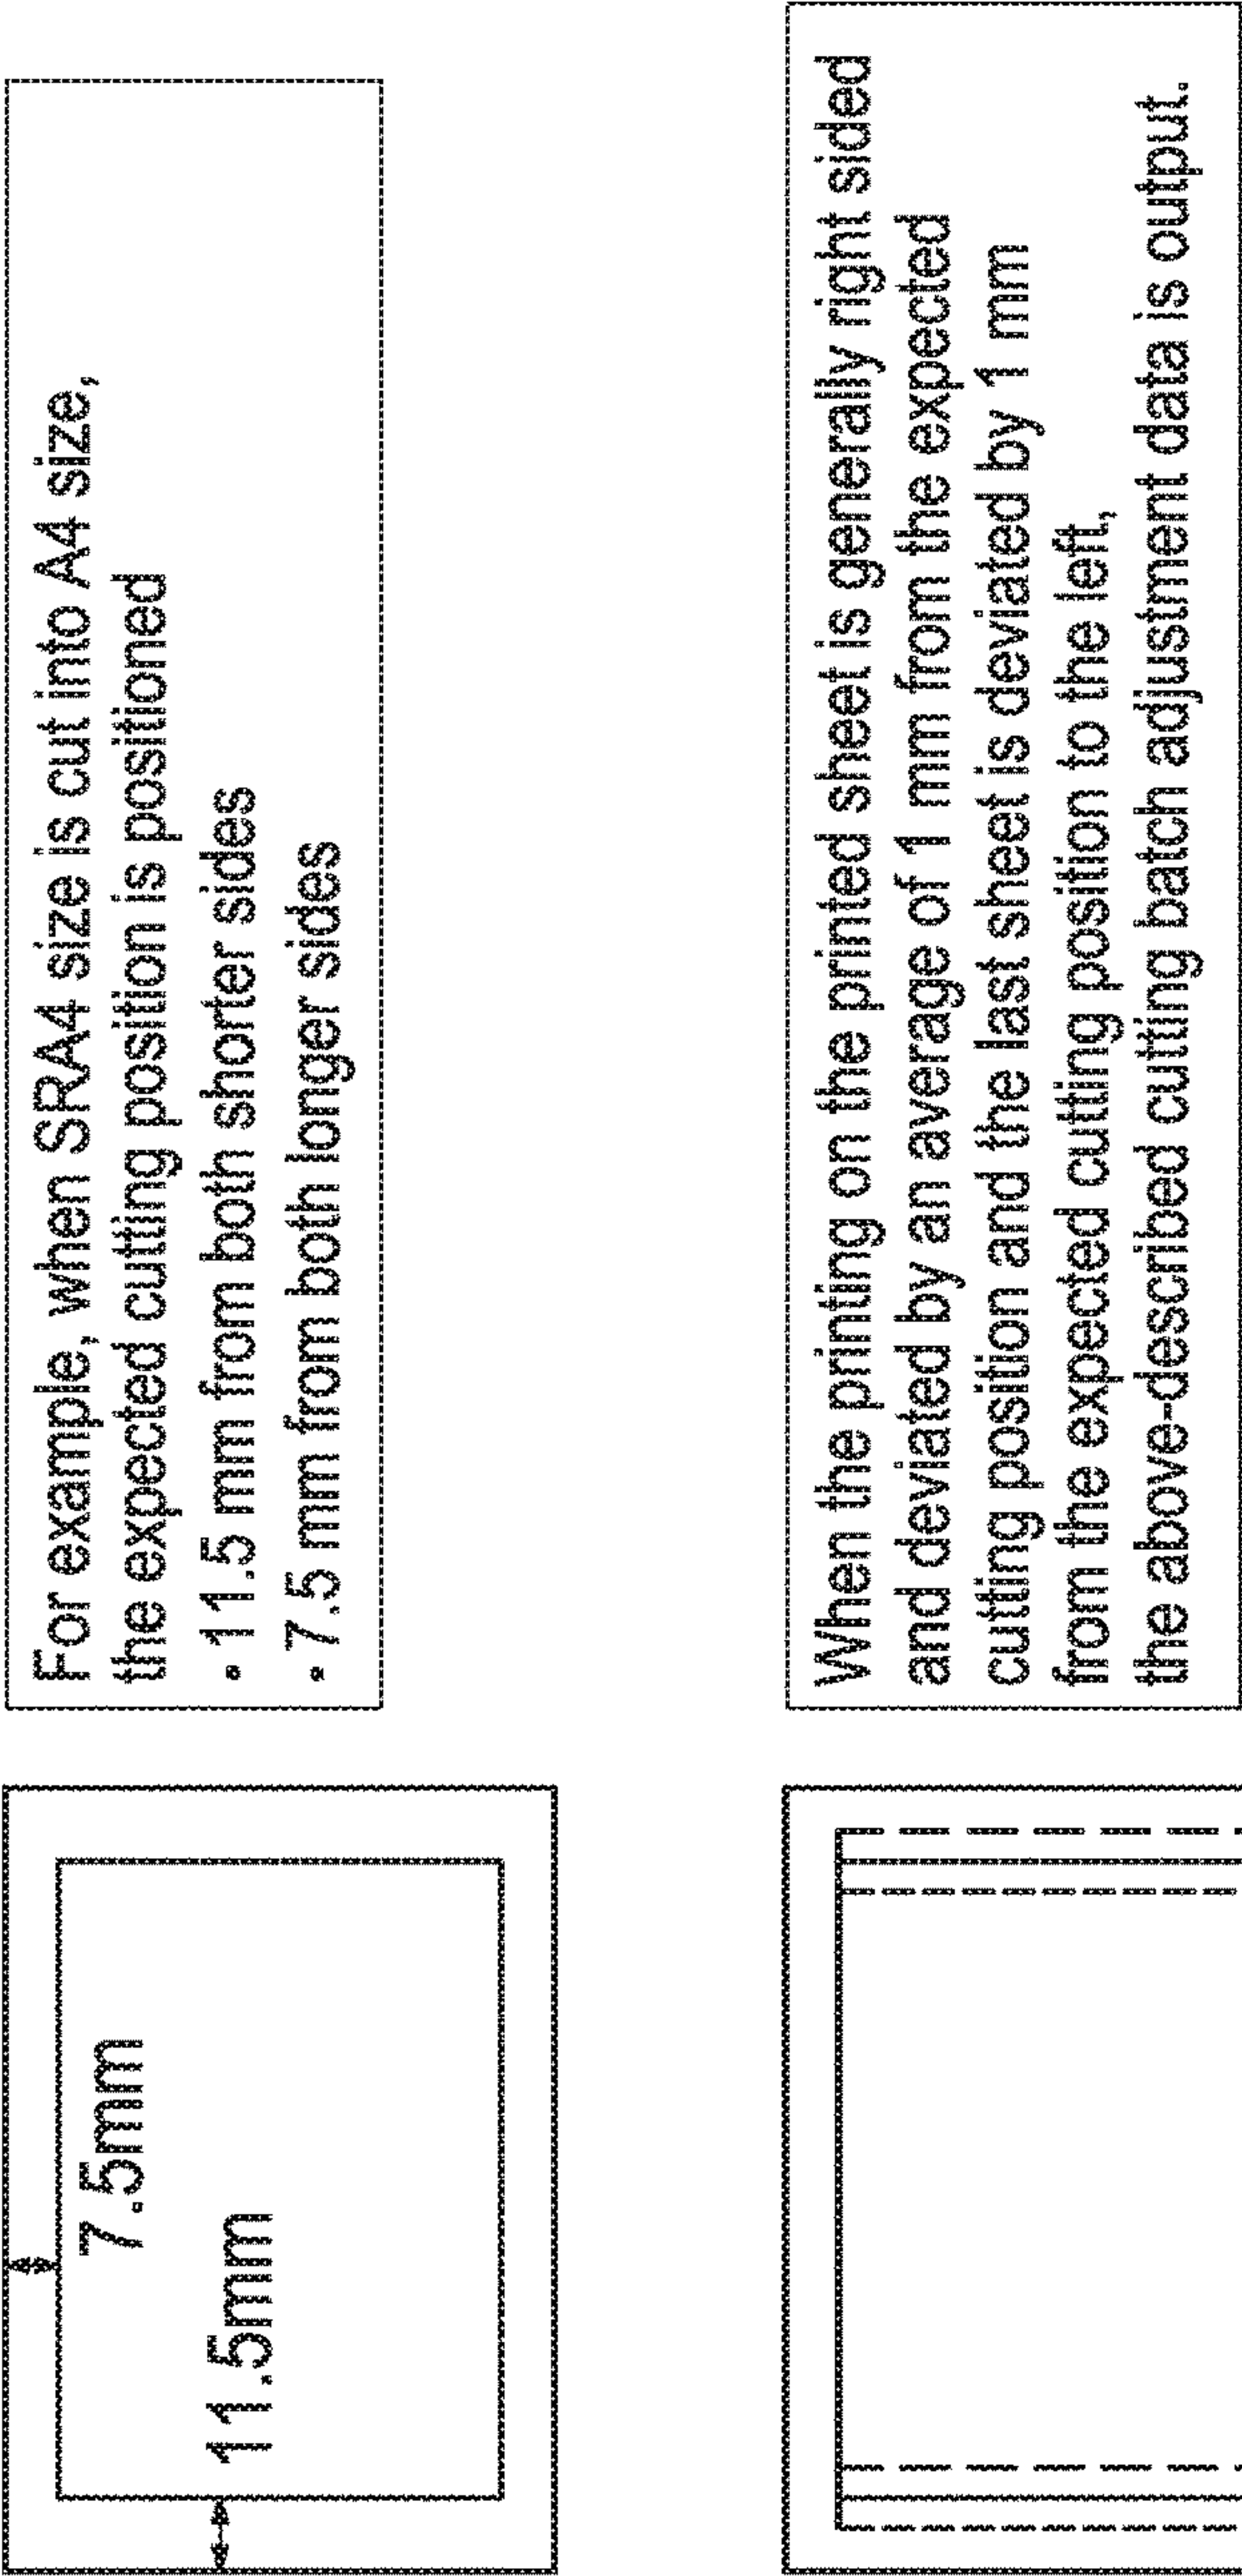 For example, when SRA4 size is cut into A4 size,
the expected cutting position is positioned
• 11.5 mm from both shorter sides
• 7.5 mm from both longer sides
7.5mm
11.5mm
When the printing on the printed sheet is generally right sided
and deviated by an average of 1 mm from the expected
cutting position and the last sheet is deviated by 1 mm
from the expected cutting position to the left,
the above-described cutting batch adjustment data is output.